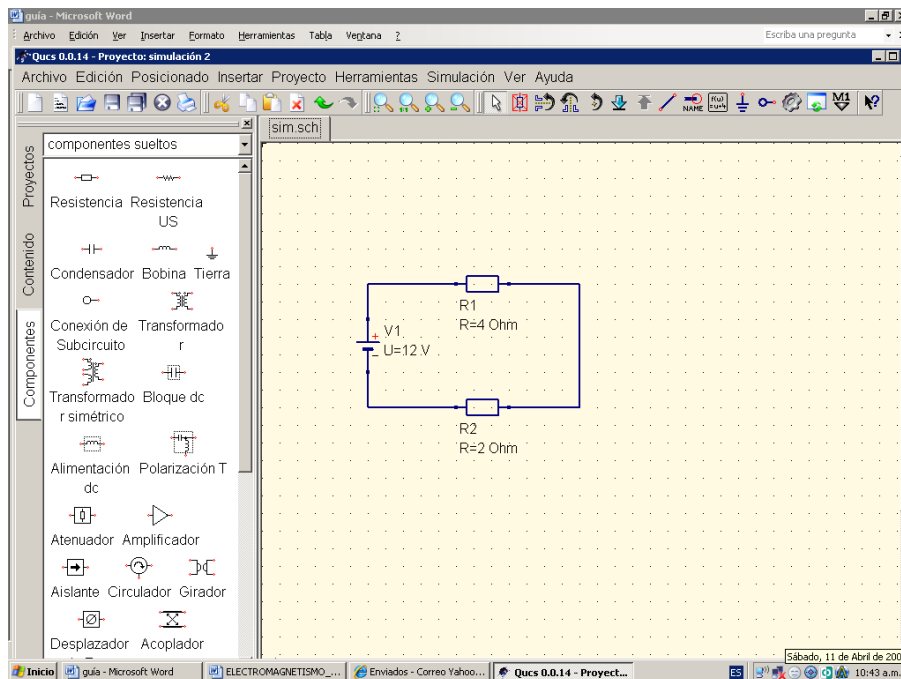 guía - Microsoft Word
Archivo Edición Ver Insertar Formato Herramientas Tabla Ventana ? Escriba una pregunta
Qucs 0.0.14 - Proyecto: simulación 2
Archivo Edición Posicionado Insertar Proyecto Herramientas Simulación Ver Ayuda
NAME
M1
sim.sch
Proyectos
Contenido
Componentes
componentes sueltos
Resistencia Resistencia
US
Condensador Bobina Tierra
Conexión de Transformado
Subcircuito r
Transformado Bloque dc
r simétrico
Alimentación Polarización T
dc
Atenuador Amplificador
Aislante Circulador Girador
Desplazador Acoplador
R1
R=4 Ohm
V1
U=12 V
R2
R=2 Ohm
Sábado, 11 de Abril de 200
Inicio guía - Microsoft Word ELECTROMAGNETISMO_... Enviados - Correo Yahoo... Qucs 0.0.14 - Proyect... ES 10:43 a.m.